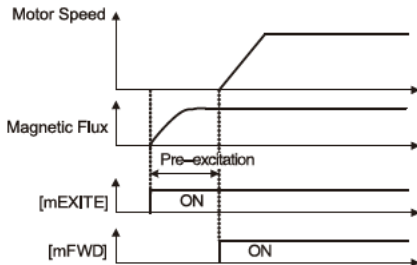 Motor Speed
Magnetic Flux
Pre-excitation
[mEXITE]
ON
[mFWD]
ON